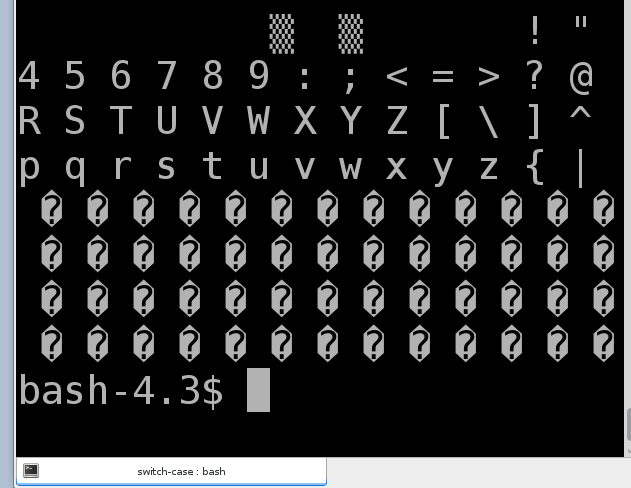 ▒ ▒ ! "
4 5 6 7 8 9 : ; < = > ? @
R S T U V W X Y Z [ \ ] ^
p q r s t u v w x y z { |
� � � � � � � � � � � � �
� � � � � � � � � � � � �
� � � � � � � � � � � � �
� � � � � � � � � � � � �
bash-4.3$
switch-case : bash